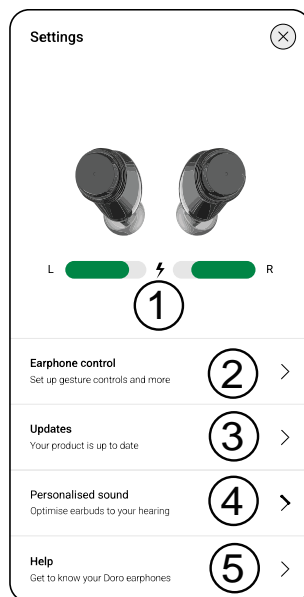 Settings
L R
1
Earphone control
Set up gesture controls and more
2
Updates
Your product is up to date
3
Personalised sound
Optimise earbuds to your hearing
4
Help
Get to know your Doro earphones
5